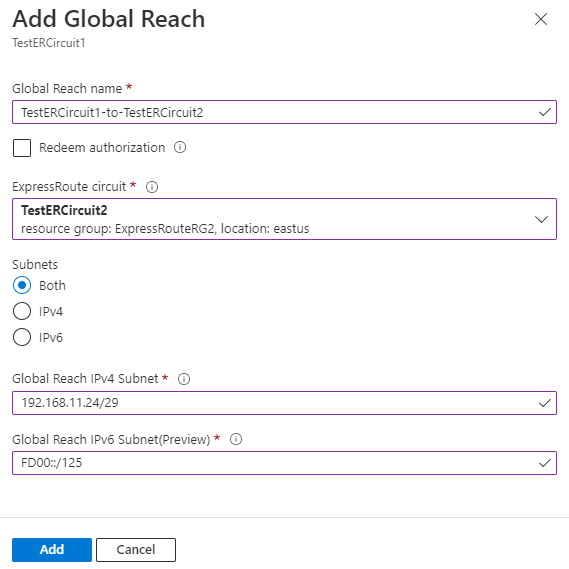 Add Global Reach
TestERCircuit1
Global Reach name *
TestERCircuit1-to-TestERCircuit2
Redeem authorization
ExpressRoute circuit *
TestERCircuit2
resource group: ExpressRouteRG2, location: eastus
Subnets
Both
IPv4
IPv6
Global Reach IPv4 Subnet *
192.168.11.24/29
Global Reach IPv6 Subnet(Preview) *
FD00::/125
Add
Cancel